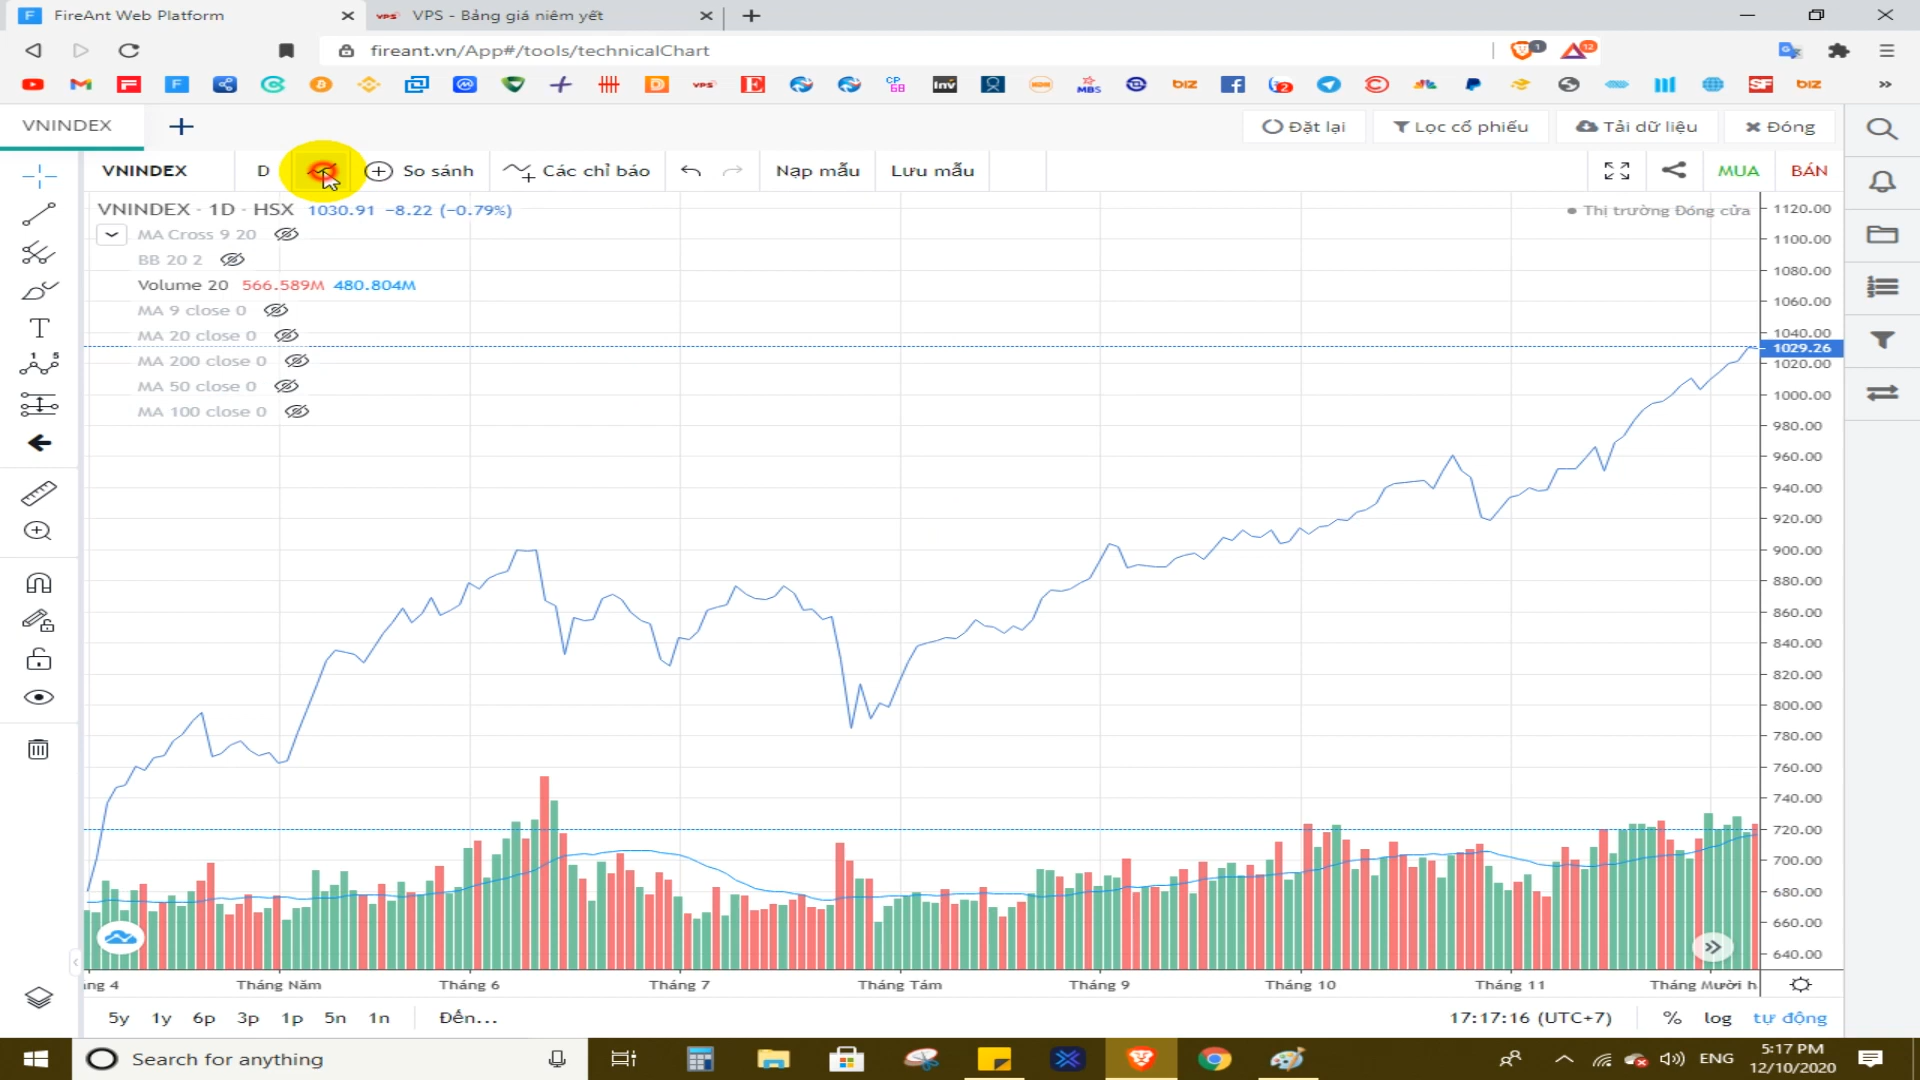 FireAnt Web Platform
VPS - Bảng giá niêm yết
fireant.vn/App#/tools/technicalChart
1
12
VNINDEX
Đặt lại
Lọc cổ phiếu
Tải dữ liệu
Đóng
VNINDEX
D
So sánh
Các chỉ báo
Nạp mẫu
Lưu mẫu
MUA
BÁN
VNINDEX · 1D · HSX 1030.91 −8.22 (−0.79%)
Thị trường Đóng cửa
MA Cross 9 20
BB 20 2
Volume 20 566.589M 480.804M
MA 9 close 0
MA 20 close 0
MA 200 close 0
MA 50 close 0
MA 100 close 0
1120.00
1100.00
1080.00
1060.00
1040.00
1029.26
1020.00
1000.00
980.00
960.00
940.00
920.00
900.00
880.00
860.00
840.00
820.00
800.00
780.00
760.00
740.00
720.00
700.00
680.00
660.00
640.00
ng 4
Tháng Năm
Tháng 6
Tháng 7
Tháng Tám
Tháng 9
Tháng 10
Tháng 11
Tháng Mười h
5y 1y 6p 3p 1p 5n 1n Đến...
17:17:16 (UTC+7)
% log tự động
Search for anything
ENG
5:17 PM
12/10/2020